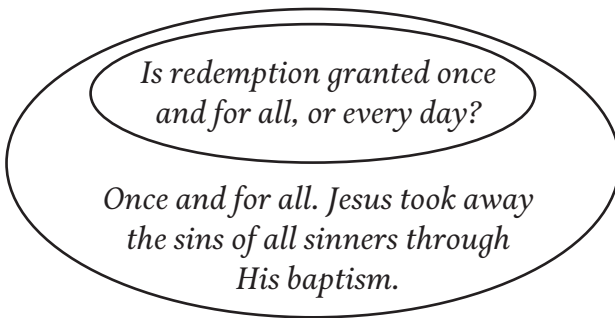 Is redemption granted once
and for all, or every day?
Once and for all. Jesus took away
the sins of all sinners through
His baptism.